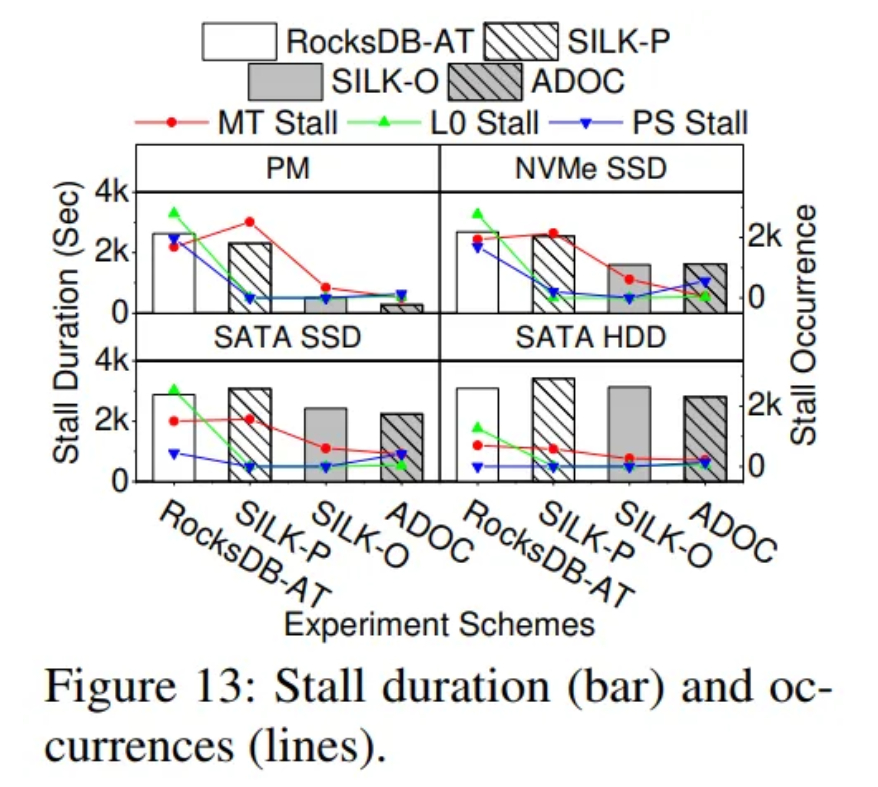 RocksDB-AT SILK-P
SILK-O ADOC
MT Stall L0 Stall PS Stall
PM NVMe SSD
4k
2k 2k
0 0
SATA SSD SATA HDD
4k
2k 2k
0 0
Stall Duration (Sec)
Stall Occurrence
RocksDB-AT SILK-P SILK-O ADOC RocksDB-AT SILK-P SILK-O ADOC
Experiment Schemes
Figure 13: Stall duration (bar) and oc-
currences (lines).